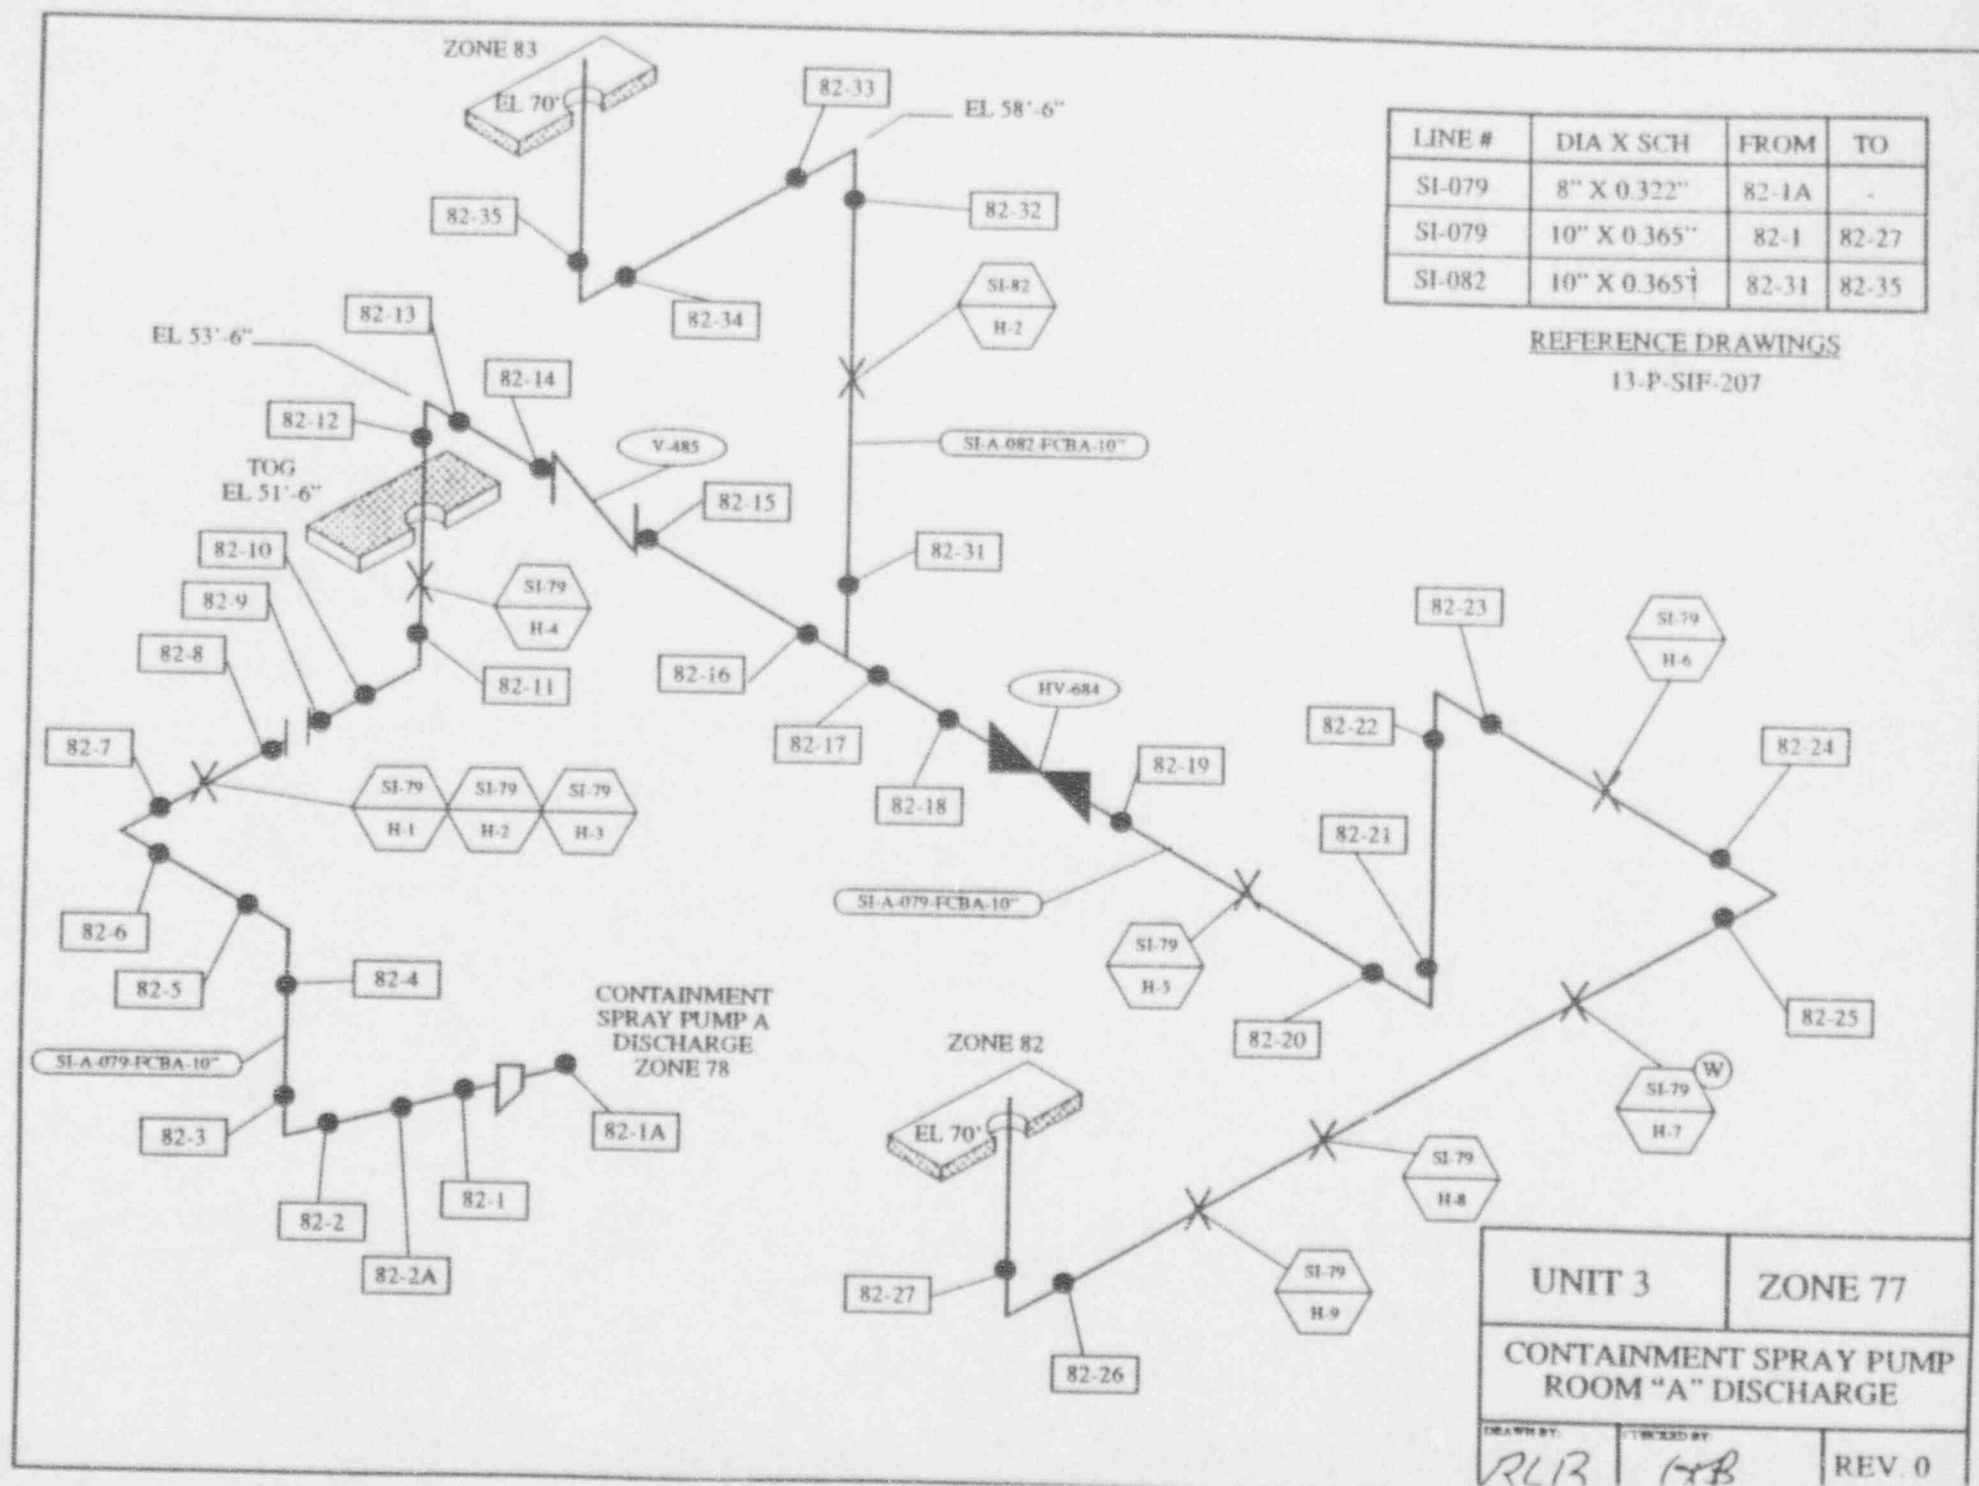 ZONE 83
EL 70'
82-33
EL 58'-6"
82-35
82-32
82-34
SI-82
H-2
LINE # DIA X SCH FROM TO
SI-079 8" X 0.322" 82-1A -
SI-079 10" X 0.365" 82-1 82-27
SI-082 10" X 0.365" 82-31 82-35
REFERENCE DRAWINGS
13-P-SIF-207
EL 53'-6"
82-13
82-14
82-12
V-485
SI-A-082-FCBA-10"
TOG
EL 51'-6"
82-15
82-10
82-31
82-9
SI-79
H-4
82-8
82-11
82-16
82-23
SI-79
H-6
82-7
82-17
HV-684
82-22
82-24
SI-79
H-1
SI-79
H-2
SI-79
H-3
82-18
82-19
82-21
82-6
SI-A-079-FCBA-10"
SI-79
H-5
82-5
82-4
82-20
82-25
CONTAINMENT
SPRAY PUMP A
DISCHARGE
ZONE 78
SI-A-079-FCBA-10"
ZONE 82
EL 70'
W
SI-79
H-7
82-3
82-1A
82-2
82-1
82-2A
SI-79
H-8
82-27
SI-79
H-9
82-26
UNIT 3
ZONE 77
CONTAINMENT SPRAY PUMP
ROOM "A" DISCHARGE
DRAWN BY:
RLB
CHECKED BY:
REV. 0